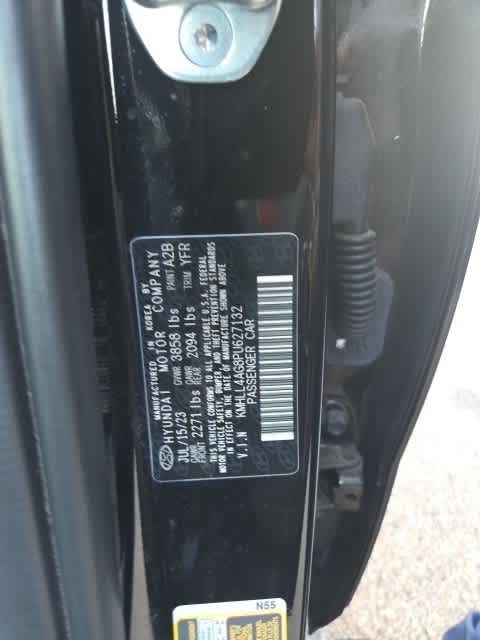 MANUFACTURED IN KOREA BY
HYUNDAI MOTOR COMPANY
JUL/15/23 GVWR 3858 lbs PAINT A2B
GAWR FRONT 2271lbs GAWR REAR 2094 lbs TRIM YFR
THIS VEHICLE CONFORMS TO ALL APPLICABLE U.S.A. FEDERAL
MOTOR VEHICLE SAFETY, BUMPER, AND THEFT PREVENTION STANDARDS
IN EFFECT ON THE DATE OF MANUFACTURE SHOWN ABOVE
V.I.N KMHLL4AG8PU627132
PASSENGER CAR
N55